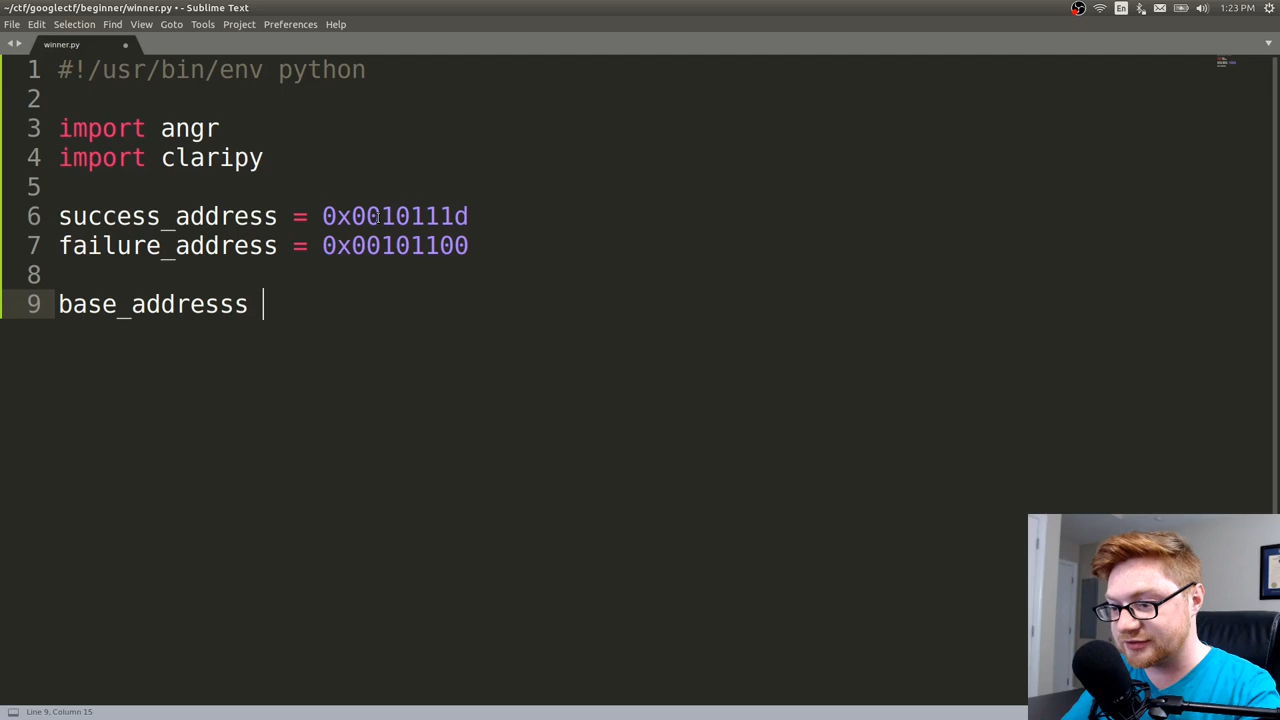 ~/ctf/googlectf/beginner/winner.py • - Sublime Text
En
1:23 PM
File Edit Selection Find View Goto Tools Project Preferences Help
winner.py
1 #!/usr/bin/env python
2
3 import angr
4 import claripy
5
6 success_address = 0x0010111d
7 failure_address = 0x00101100
8
9 base_addresss
Line 9, Column 15